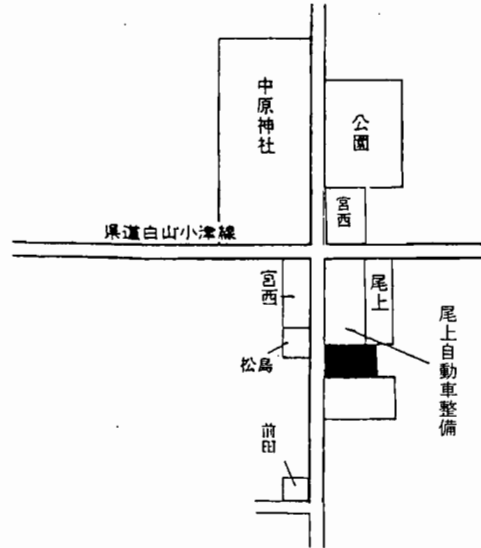 中原神社
公園
宮西
県道白山小津線
宮西
尾上
松島
尾上自動車整備
前田